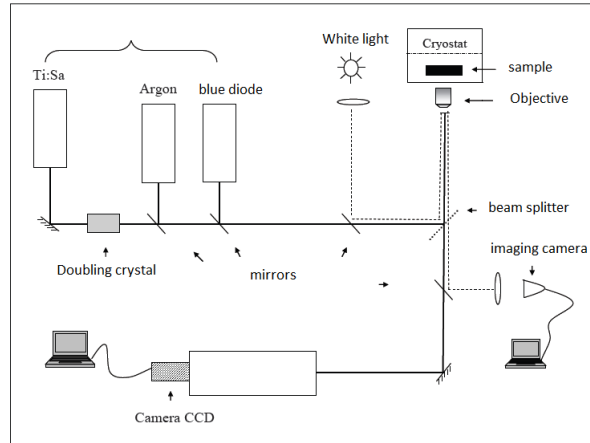 White light
Cryostat
sample
Ti:Sa
Argon
blue diode
Objective
beam splitter
imaging camera
Doubling crystal
mirrors
Camera CCD